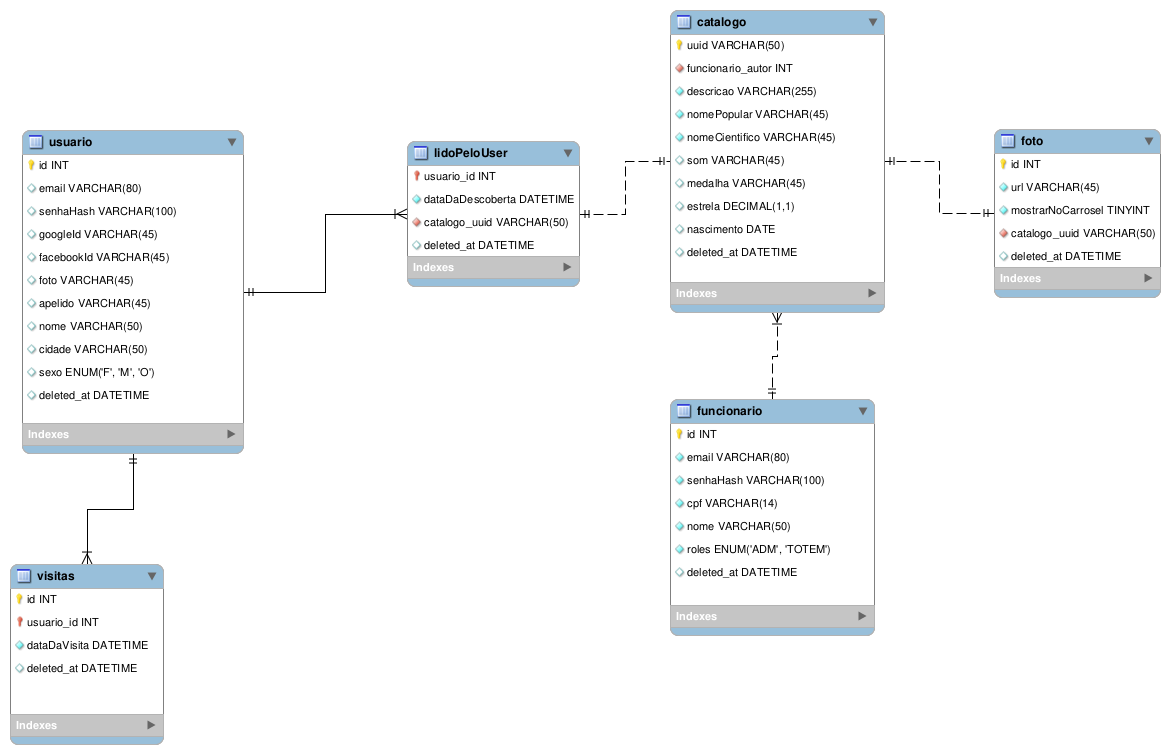 usuario
id INT
email VARCHAR(80)
senhaHash VARCHAR(100)
googleId VARCHAR(45)
facebookId VARCHAR(45)
foto VARCHAR(45)
apelido VARCHAR(45)
nome VARCHAR(50)
cidade VARCHAR(50)
sexo ENUM('F', 'M', 'O')
deleted_at DATETIME
Indexes
visitas
id INT
usuario_id INT
dataDaVisita DATETIME
deleted_at DATETIME
Indexes
lidoPeloUser
usuario_id INT
dataDaDescoberta DATETIME
catalogo_uuid VARCHAR(50)
deleted_at DATETIME
Indexes
catalogo
uuid VARCHAR(50)
funcionario_autor INT
descricao VARCHAR(255)
nomePopular VARCHAR(45)
nomeCientifico VARCHAR(45)
som VARCHAR(45)
medalha VARCHAR(45)
estrela DECIMAL(1,1)
nascimento DATE
deleted_at DATETIME
Indexes
funcionario
id INT
email VARCHAR(80)
senhaHash VARCHAR(100)
cpf VARCHAR(14)
nome VARCHAR(50)
roles ENUM('ADM', 'TOTEM')
deleted_at DATETIME
Indexes
foto
id INT
url VARCHAR(45)
mostrarNoCarrosel TINYINT
catalogo_uuid VARCHAR(50)
deleted_at DATETIME
Indexes